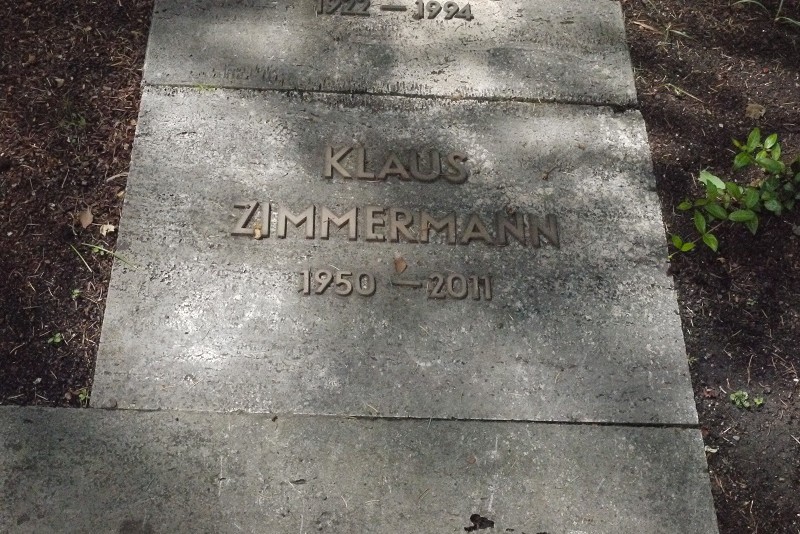 1922 — 1994
KLAUS
ZIMMERMANN
1950 — 2011